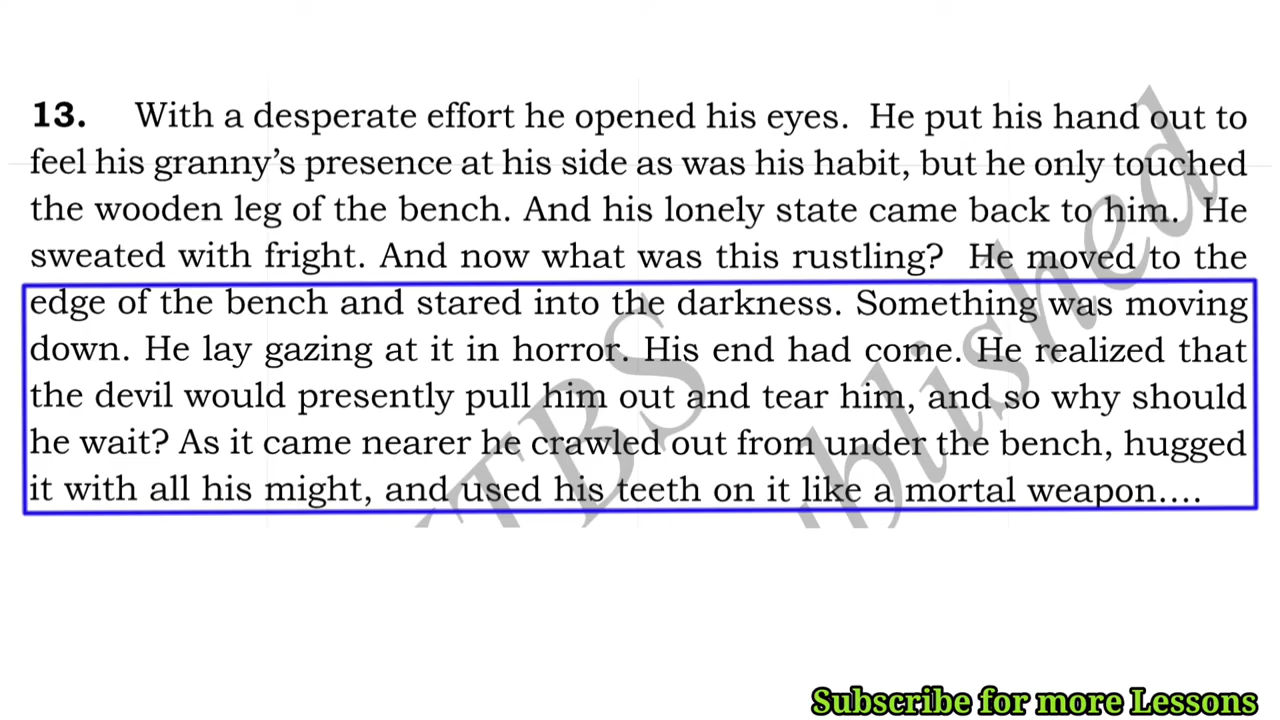 13. With a desperate effort he opened his eyes. He put his hand out to
feel his granny's presence at his side as was his habit, but he only touched
the wooden leg of the bench. And his lonely state came back to him. He
sweated with fright. And now what was this rustling? He moved to the
edge of the bench and stared into the darkness. Something was moving
down. He lay gazing at it in horror. His end had come. He realized that
the devil would presently pull him out and tear him, and so why should
he wait? As it came nearer he crawled out from under the bench, hugged
it with all his might, and used his teeth on it like a mortal weapon....
Subscribe for more Lessons